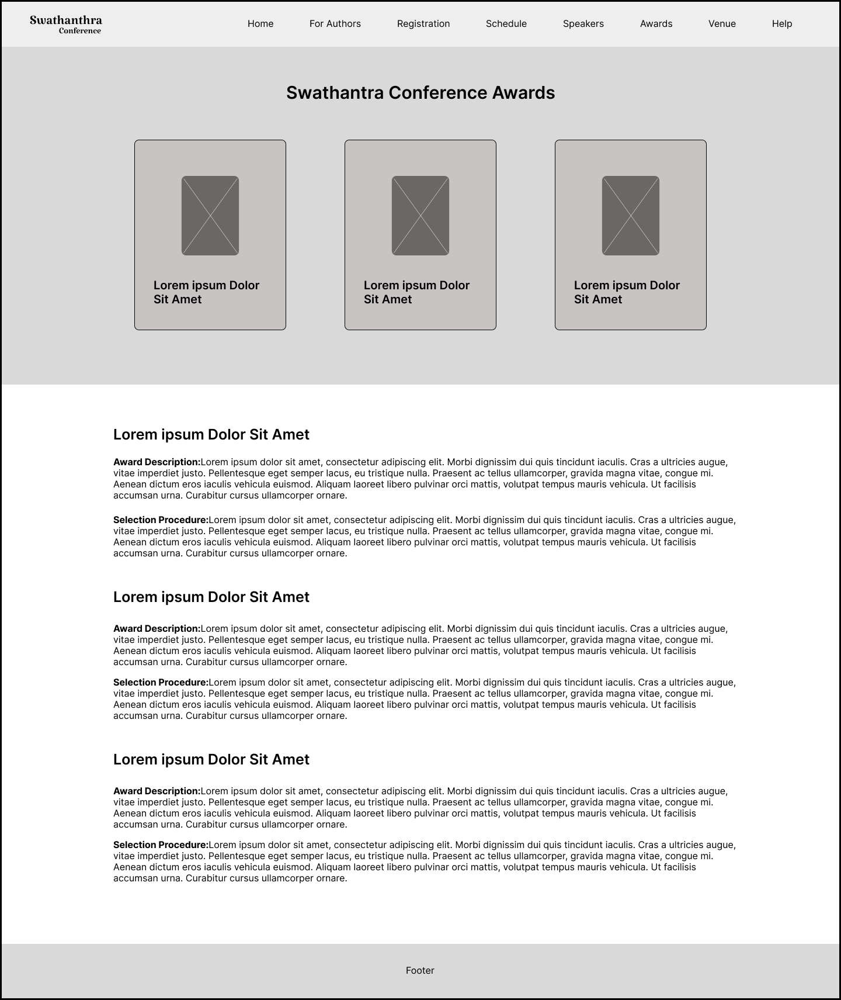 Swathanthra
Conference
Home For Authors Registration Schedule Speakers Awards Venue Help
Swathantra Conference Awards
Lorem ipsum Dolor
Sit Amet
Lorem ipsum Dolor
Sit Amet
Lorem ipsum Dolor
Sit Amet
Lorem ipsum Dolor Sit Amet
Award Description:Lorem ipsum dolor sit amet, consectetur adipiscing elit. Morbi dignissim dui quis tincidunt iaculis. Cras a ultricies augue,
vitae imperdiet justo. Pellentesque eget semper lacus, eu tristique nulla. Praesent ac tellus ullamcorper, gravida magna vitae, congue mi.
Aenean dictum eros iaculis vehicula euismod. Aliquam laoreet libero pulvinar orci mattis, volutpat tempus mauris vehicula. Ut facilisis
accumsan urna. Curabitur cursus ullamcorper ornare.
Selection Procedure:Lorem ipsum dolor sit amet, consectetur adipiscing elit. Morbi dignissim dui quis tincidunt iaculis. Cras a ultricies augue,
vitae imperdiet justo. Pellentesque eget semper lacus, eu tristique nulla. Praesent ac tellus ullamcorper, gravida magna vitae, congue mi.
Aenean dictum eros iaculis vehicula euismod. Aliquam laoreet libero pulvinar orci mattis, volutpat tempus mauris vehicula. Ut facilisis
accumsan urna. Curabitur cursus ullamcorper ornare.
Lorem ipsum Dolor Sit Amet
Award Description:Lorem ipsum dolor sit amet, consectetur adipiscing elit. Morbi dignissim dui quis tincidunt iaculis. Cras a ultricies augue,
vitae imperdiet justo. Pellentesque eget semper lacus, eu tristique nulla. Praesent ac tellus ullamcorper, gravida magna vitae, congue mi.
Aenean dictum eros iaculis vehicula euismod. Aliquam laoreet libero pulvinar orci mattis, volutpat tempus mauris vehicula. Ut facilisis
accumsan urna. Curabitur cursus ullamcorper ornare.
Selection Procedure:Lorem ipsum dolor sit amet, consectetur adipiscing elit. Morbi dignissim dui quis tincidunt iaculis. Cras a ultricies augue,
vitae imperdiet justo. Pellentesque eget semper lacus, eu tristique nulla. Praesent ac tellus ullamcorper, gravida magna vitae, congue mi.
Aenean dictum eros iaculis vehicula euismod. Aliquam laoreet libero pulvinar orci mattis, volutpat tempus mauris vehicula. Ut facilisis
accumsan urna. Curabitur cursus ullamcorper ornare.
Lorem ipsum Dolor Sit Amet
Award Description:Lorem ipsum dolor sit amet, consectetur adipiscing elit. Morbi dignissim dui quis tincidunt iaculis. Cras a ultricies augue,
vitae imperdiet justo. Pellentesque eget semper lacus, eu tristique nulla. Praesent ac tellus ullamcorper, gravida magna vitae, congue mi.
Aenean dictum eros iaculis vehicula euismod. Aliquam laoreet libero pulvinar orci mattis, volutpat tempus mauris vehicula. Ut facilisis
accumsan urna. Curabitur cursus ullamcorper ornare.
Selection Procedure:Lorem ipsum dolor sit amet, consectetur adipiscing elit. Morbi dignissim dui quis tincidunt iaculis. Cras a ultricies augue,
vitae imperdiet justo. Pellentesque eget semper lacus, eu tristique nulla. Praesent ac tellus ullamcorper, gravida magna vitae, congue mi.
Aenean dictum eros iaculis vehicula euismod. Aliquam laoreet libero pulvinar orci mattis, volutpat tempus mauris vehicula. Ut facilisis
accumsan urna. Curabitur cursus ullamcorper ornare.
Footer